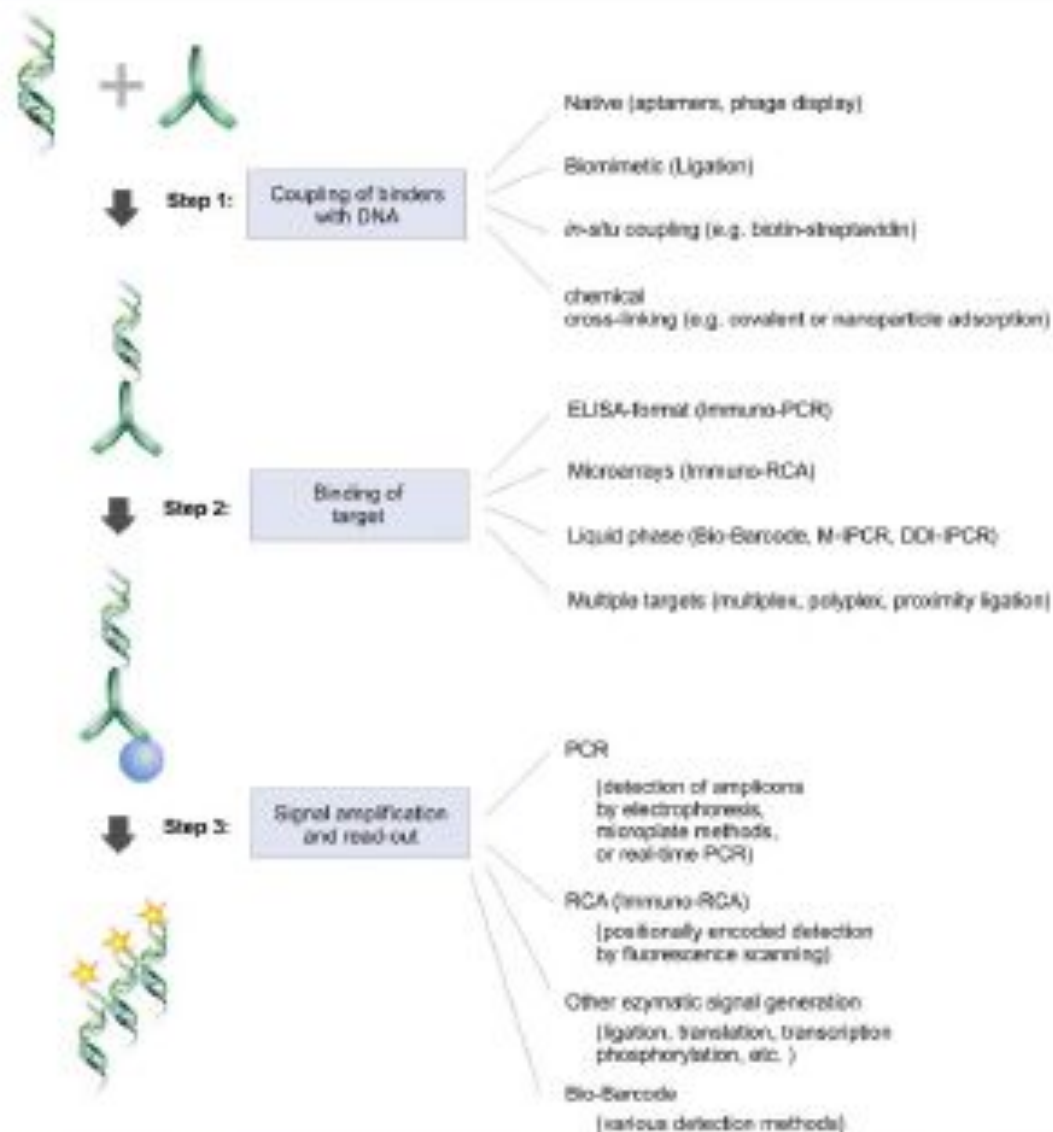 Native (aptamers, phage display)
Biomimetic (Ligation)
Step 1:
Coupling of binders
with DNA
in-situ coupling (e.g. biotin-streptavidin)
chemical
cross-linking (e.g. covalent or nanoparticle adsorption)
ELISA-format (Immuno-PCR)
Microarrays (Immuno-RCA)
Step 2:
Binding of
target
Liquid phase (Bio-Barcode, M-IPCR, DDI-IPCR)
Multiple targets (multiplex, polyplex, proximity ligation)
PCR
(detection of amplicons
by electrophoresis,
microplate methods,
or real-time PCR)
Step 3:
Signal amplification
and read-out
RCA (Immuno-RCA)
(positionally encoded detection
by fluorescence scanning)
Other ezymatic signal generation
(ligation, translation, transcription
phosphorylation, etc. )
Bio-Barcode
(various detection methods)